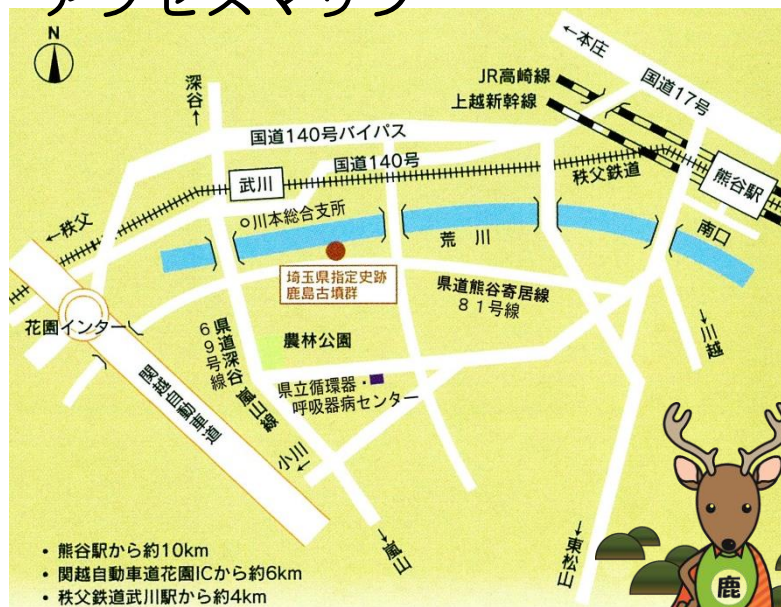 アクセスマップ
N
←本庄
国道17号
JR高崎線
上越新幹線
深谷→
国道140号バイパス
国道140号
武川
秩父鉄道
熊谷駅
南口
←秩父
川本総合支所
荒 川
埼玉県指定史跡
鹿島古墳群
県道熊谷寄居線
81号線
→川越
花園インター
関越自動車道
県道深谷嵐山線
69号線
農林公園
県立循環器・
呼吸器病センター
小川→
→嵐山
→東松山
・熊谷駅から約10km
・関越自動車道花園ICから約6km
・秩父鉄道武川駅から約4km
鹿